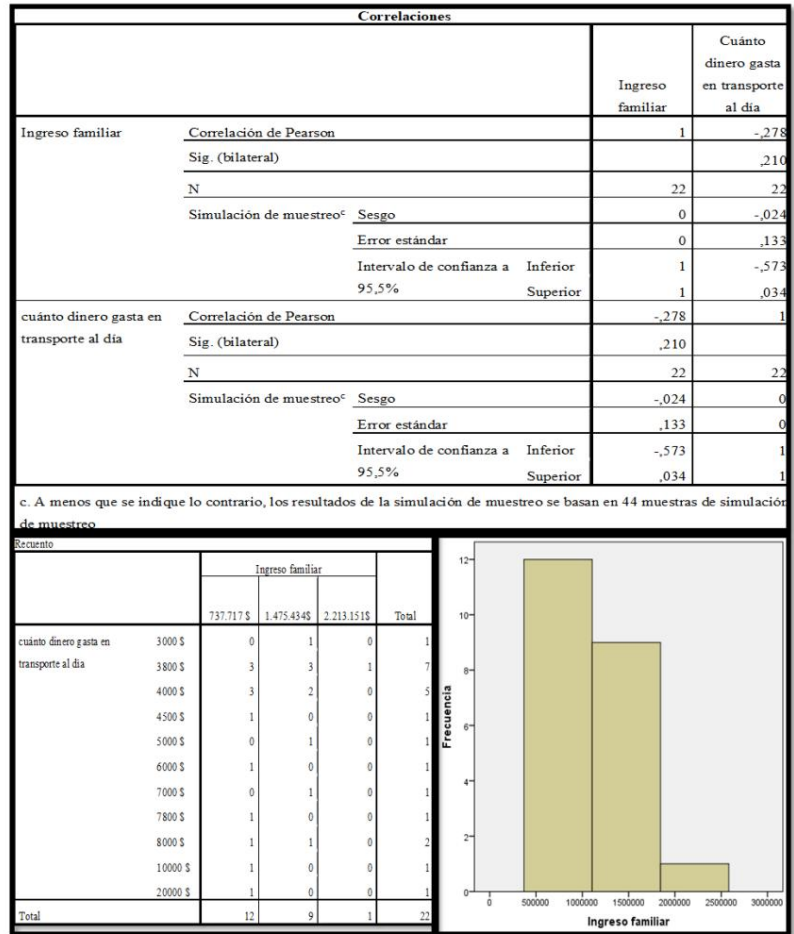 Correlaciones
Ingreso familiar Cuánto dinero gasta en transporte al día
Ingreso familiar Correlación de Pearson 1 -,278
Sig. (bilateral) ,210
N 22 22
Simulación de muestreoᶜ Sesgo 0 -,024
Error estándar 0 ,133
Intervalo de confianza a 95,5% Inferior 1 -,573
Superior 1 ,034
cuánto dinero gasta en transporte al día Correlación de Pearson -,278 1
Sig. (bilateral) ,210
N 22 22
Simulación de muestreoᶜ Sesgo -,024 0
Error estándar ,133 0
Intervalo de confianza a 95,5% Inferior -,573 1
Superior ,034 1
c. A menos que se indique lo contrario, los resultados de la simulación de muestreo se basan en 44 muestras de simulación
de muestreo
Recuento
Ingreso familiar
737.717 $ 1.475.434$ 2.213.151$ Total
cuánto dinero gasta en transporte al dia 3000 $ 0 1 0 1
3800 $ 3 3 1 7
4000 $ 3 2 0 5
4500 $ 1 0 0 1
5000 $ 0 1 0 1
6000 $ 1 0 0 1
7000 $ 0 1 0 1
7800 $ 1 0 0 1
8000 $ 1 1 0 2
10000 $ 1 0 0 1
20000 $ 1 0 0 1
Total 12 9 1 22
Frecuencia
12
10
8
6
4
2
0
0 500000 1000000 1500000 2000000 2500000 3000000
Ingreso familiar